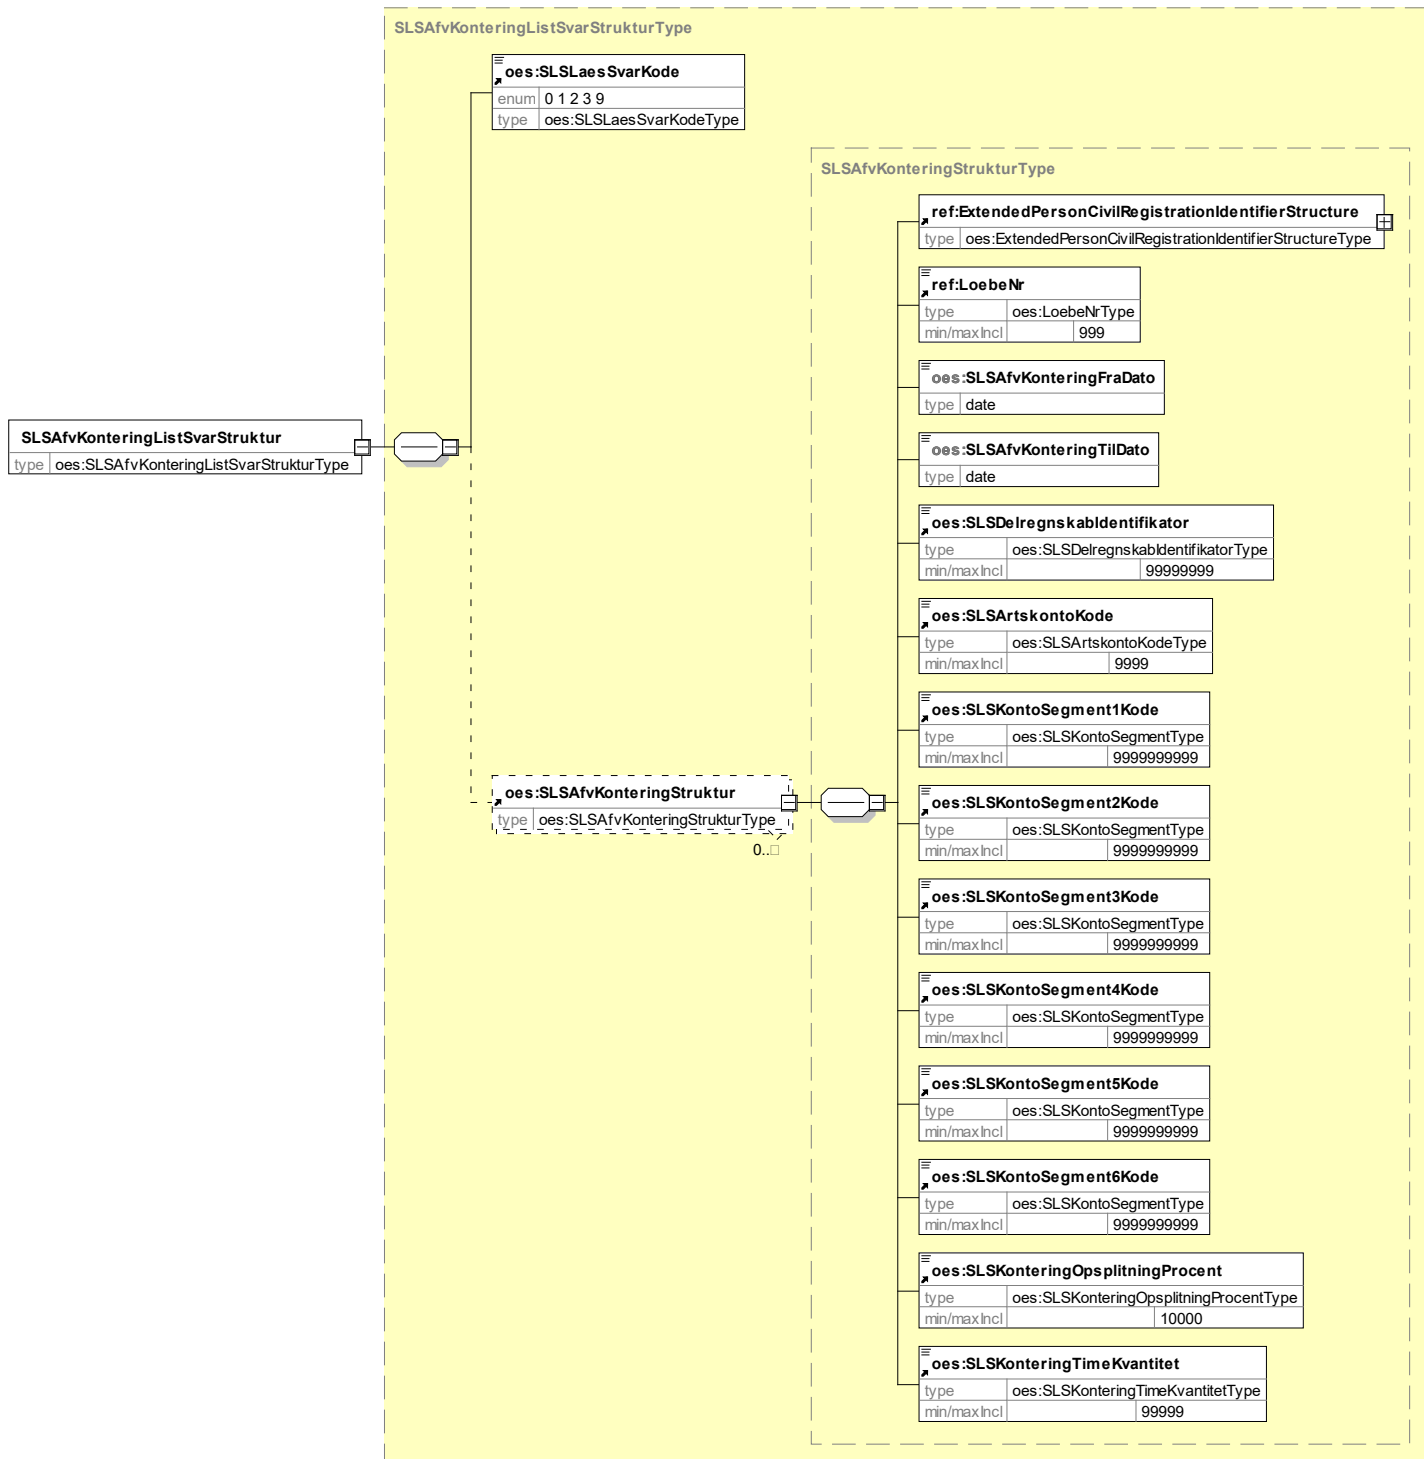 SLSAfvKonteringListSvarStrukturType
oes:SLSLaesSvarKode
enum 0 1 2 3 9
type oes:SLSLaesSvarKodeType
SLSAfvKonteringStrukturType
ref:ExtendedPersonCivilRegistrationIdentifierStructure
type oes:ExtendedPersonCivilRegistrationIdentifierStructureType
ref:LoebeNr
type oes:LoebeNrType
min/maxIncl 999
oes:SLSAfvKonteringFraDato
type date
SLSAfvKonteringListSvarStruktur
type oes:SLSAfvKonteringListSvarStrukturType
oes:SLSAfvKonteringTilDato
type date
oes:SLSDelregnskabIdentifikator
type oes:SLSDelregnskabIdentifikatorType
min/maxIncl 99999999
oes:SLSArtskontoKode
type oes:SLSArtskontoKodeType
min/maxIncl 9999
oes:SLSKontoSegment1Kode
type oes:SLSKontoSegmentType
min/maxIncl 9999999999
oes:SLSAfvKonteringStruktur
type oes:SLSAfvKonteringStrukturType
0..
oes:SLSKontoSegment2Kode
type oes:SLSKontoSegmentType
min/maxIncl 9999999999
oes:SLSKontoSegment3Kode
type oes:SLSKontoSegmentType
min/maxIncl 9999999999
oes:SLSKontoSegment4Kode
type oes:SLSKontoSegmentType
min/maxIncl 9999999999
oes:SLSKontoSegment5Kode
type oes:SLSKontoSegmentType
min/maxIncl 9999999999
oes:SLSKontoSegment6Kode
type oes:SLSKontoSegmentType
min/maxIncl 9999999999
oes:SLSKonteringOpsplitningProcent
type oes:SLSKonteringOpsplitningProcentType
min/maxIncl 10000
oes:SLSKonteringTimeKvantitet
type oes:SLSKonteringTimeKvantitetType
min/maxIncl 99999